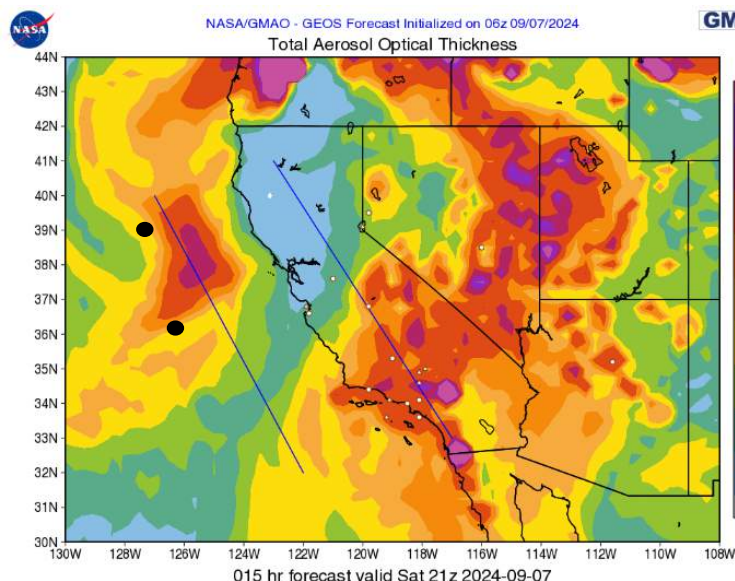 NASA
NASA/GMAO - GEOS Forecast Initialized on 06z 09/07/2024
GM
Total Aerosol Optical Thickness
44N
43N
42N
41N
40N
39N
38N
37N
36N
35N
34N
33N
32N
31N
30N
130W 128W 126W 124W 122W 120W 118W 116W 114W 112W 110W 108W
015 hr forecast valid Sat 21z 2024-09-07